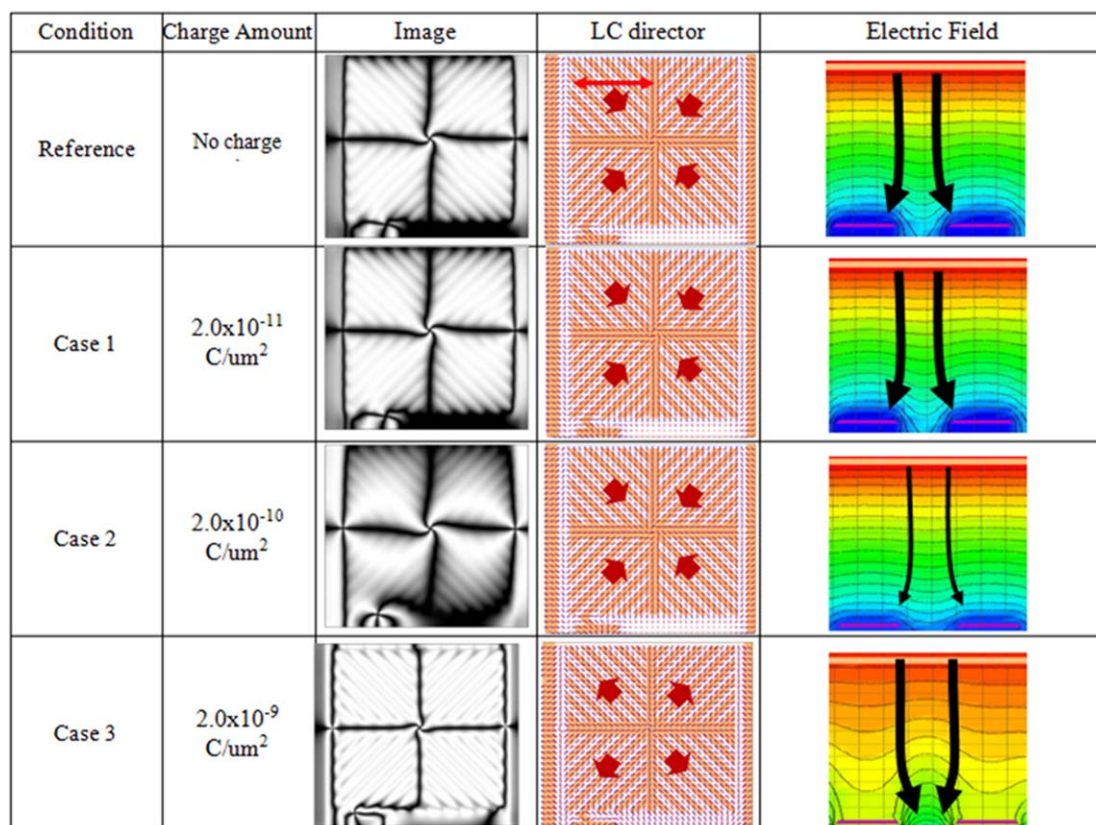 Condition Charge Amount Image LC director Electric Field
Reference No charge
Case 1 2.0x10⁻¹¹
C/um²
Case 2 2.0x10⁻¹⁰
C/um²
Case 3 2.0x10⁻⁹
C/um²